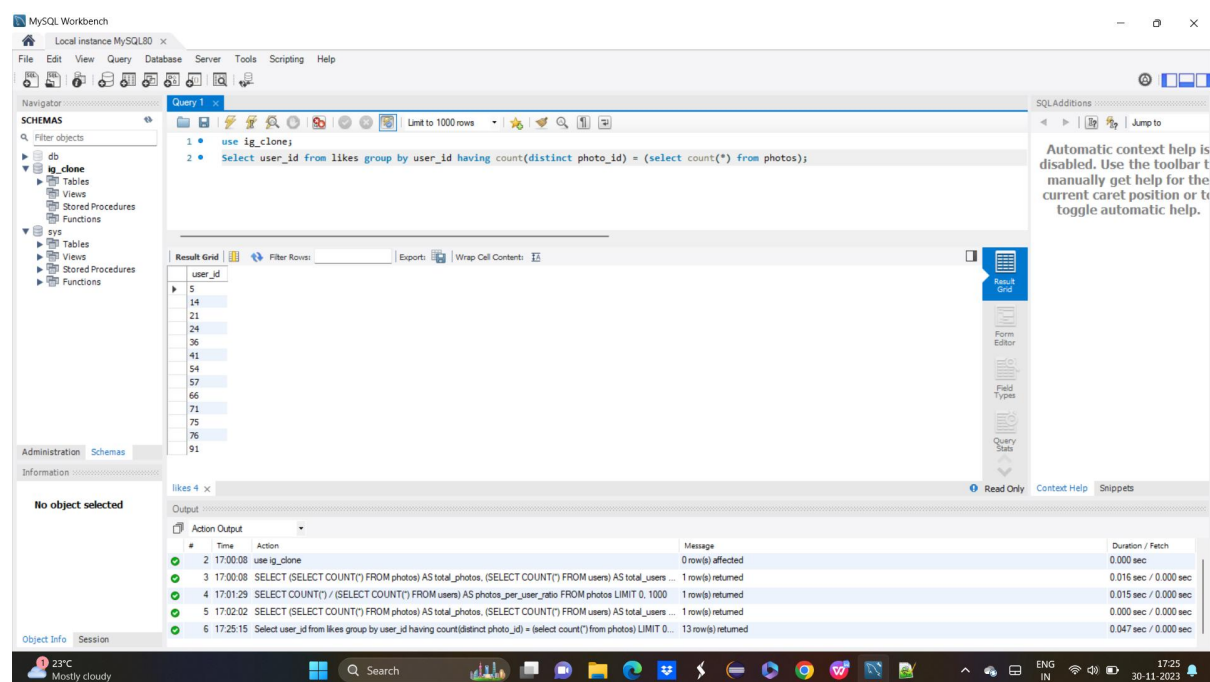 MySQL Workbench
Local instance MySQL80
File Edit View Query Database Server Tools Scripting Help
Navigator
SCHEMAS
Filter objects
db
ig_clone
Tables
Views
Stored Procedures
Functions
sys
Tables
Views
Stored Procedures
Functions
Administration Schemas
Information
No object selected
Object Info Session
Query 1
Limit to 1000 rows
1 use ig_clone;
2 Select user_id from likes group by user_id having count(distinct photo_id) = (select count(*) from photos);
Result Grid Filter Rows: Export: Wrap Cell Content:
user_id
5
14
21
24
36
41
54
57
66
71
75
76
91
Result Grid
Form Editor
Field Types
Query Stats
likes 4
Read Only
SQLAdditions
Jump to
Automatic context help is
disabled. Use the toolbar t
manually get help for the
current caret position or to
toggle automatic help.
Context Help Snippets
Output
Action Output
# Time Action Message Duration / Fetch
2 17:00:08 use ig_clone 0 row(s) affected 0.000 sec
3 17:00:08 SELECT (SELECT COUNT(*) FROM photos) AS total_photos, (SELECT COUNT(*) FROM users) AS total_users ... 1 row(s) returned 0.016 sec / 0.000 sec
4 17:01:29 SELECT COUNT(*) / (SELECT COUNT(*) FROM users) AS photos_per_user_ratio FROM photos LIMIT 0, 1000 1 row(s) returned 0.015 sec / 0.000 sec
5 17:02:02 SELECT (SELECT COUNT(*) FROM photos) AS total_photos, (SELECT COUNT(*) FROM users) AS total_users ... 1 row(s) returned 0.000 sec / 0.000 sec
6 17:25:15 Select user_id from likes group by user_id having count(distinct photo_id) = (select count(*) from photos) LIMIT 0... 13 row(s) returned 0.047 sec / 0.000 sec
1
23°C
Mostly cloudy
Search
ENG
IN
17:25
30-11-2023